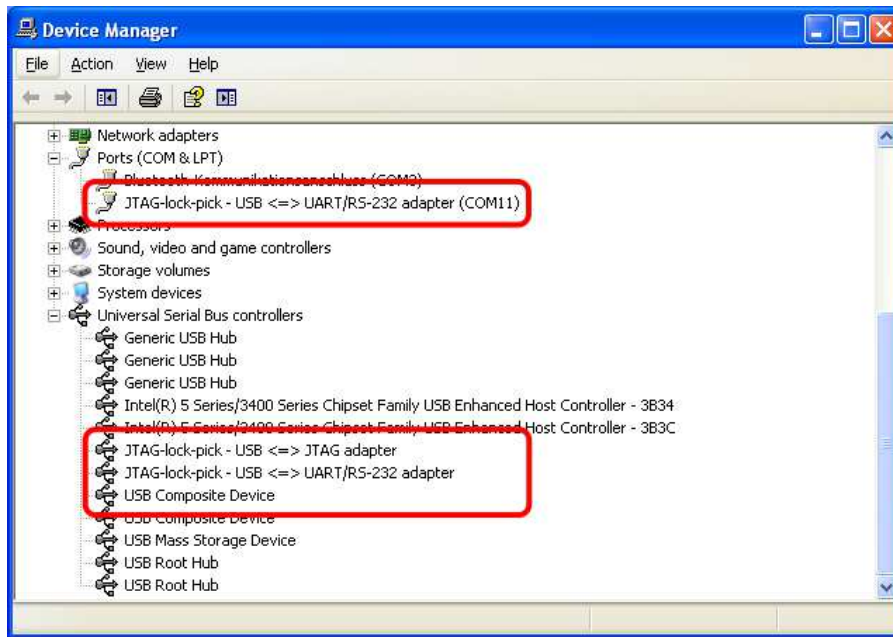 Device Manager
File Action View Help
Network adapters
Ports (COM & LPT)
Bluetooth-Kommunikationsanschluss (COM3)
JTAG-lock-pick - USB <=> UART/RS-232 adapter (COM11)
Processors
Sound, video and game controllers
Storage volumes
System devices
Universal Serial Bus controllers
Generic USB Hub
Generic USB Hub
Generic USB Hub
Intel(R) 5 Series/3400 Series Chipset Family USB Enhanced Host Controller - 3B34
Intel(R) 5 Series/3400 Series Chipset Family USB Enhanced Host Controller - 3B3C
JTAG-lock-pick - USB <=> JTAG adapter
JTAG-lock-pick - USB <=> UART/RS-232 adapter
USB Composite Device
USB Composite Device
USB Mass Storage Device
USB Root Hub
USB Root Hub